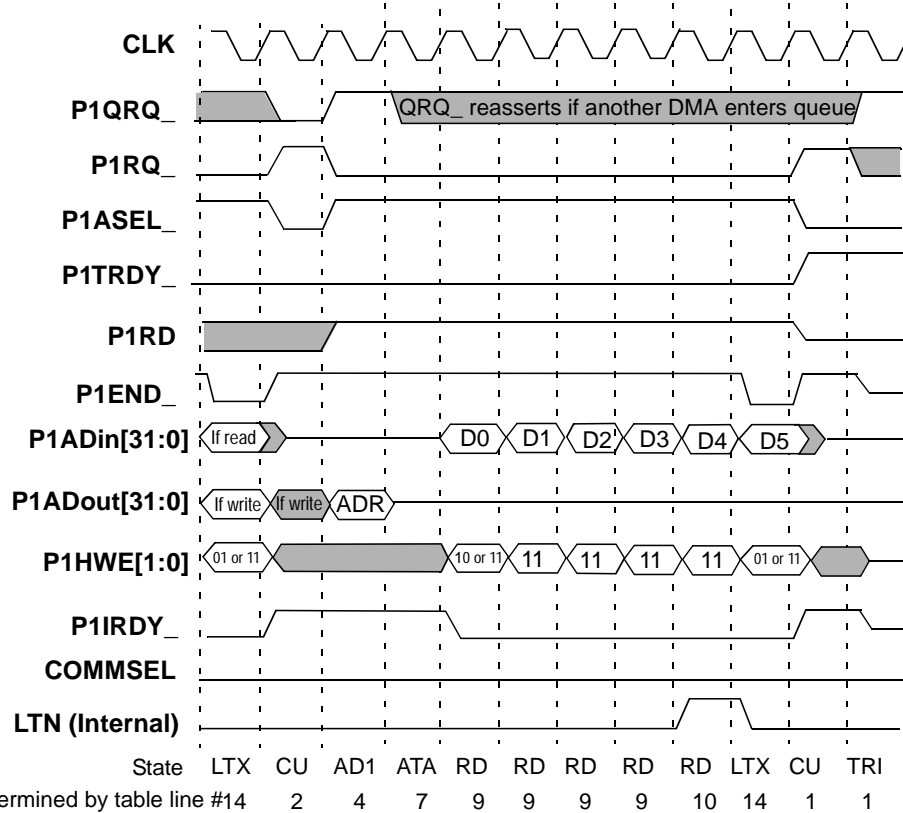 CLK
P1QRQ_ QRQ_ reasserts if another DMA enters queue
P1RQ_
P1ASEL_
P1TRDY_
P1RD
P1END_
P1ADin[31:0] If read D0 D1 D2 D3 D4 D5
P1ADout[31:0] If write If write ADR
P1HWE[1:0] 01 or 11 10 or 11 11 11 11 11 01 or 11
P1IRDY_
COMMSEL
LTN (Internal)
State LTX CU AD1 ATA RD RD RD RD RD LTX CU TRI
ermined by table line #14 2 4 7 9 9 9 9 10 14 1 1